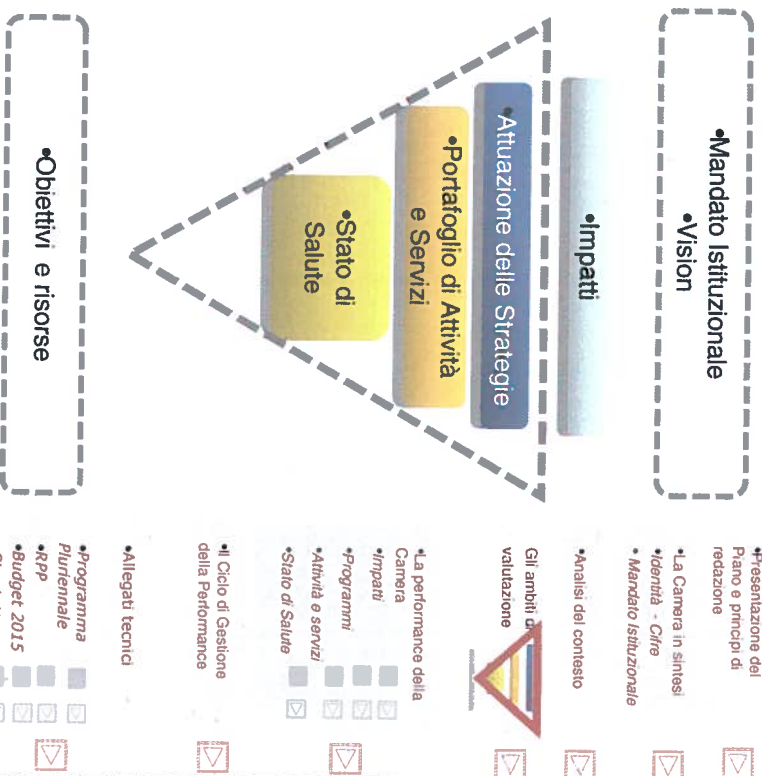 •Mandato Istituzionale
•Vision
•Impatti
•Attuazione delle Strategie
•Portafoglio di Attività
e Servizi
•Stato di
Salute
•Obiettivi e risorse
•Presentazione del
Piano e principi di
redazione
•La Camera in sintesi
•Identità - Cifre
•Mandato Istituzionale
•Analisi del contesto
Gli ambiti di
valutazione
•La performance della
Camera
•Impatti
•Programmi
•Attività e servizi
•Stato di Salute
•Il Ciclo di Gestione
della Performance
•Allegati tecnici
•Programma
Pluriennale
•RPP
•Budget 2015